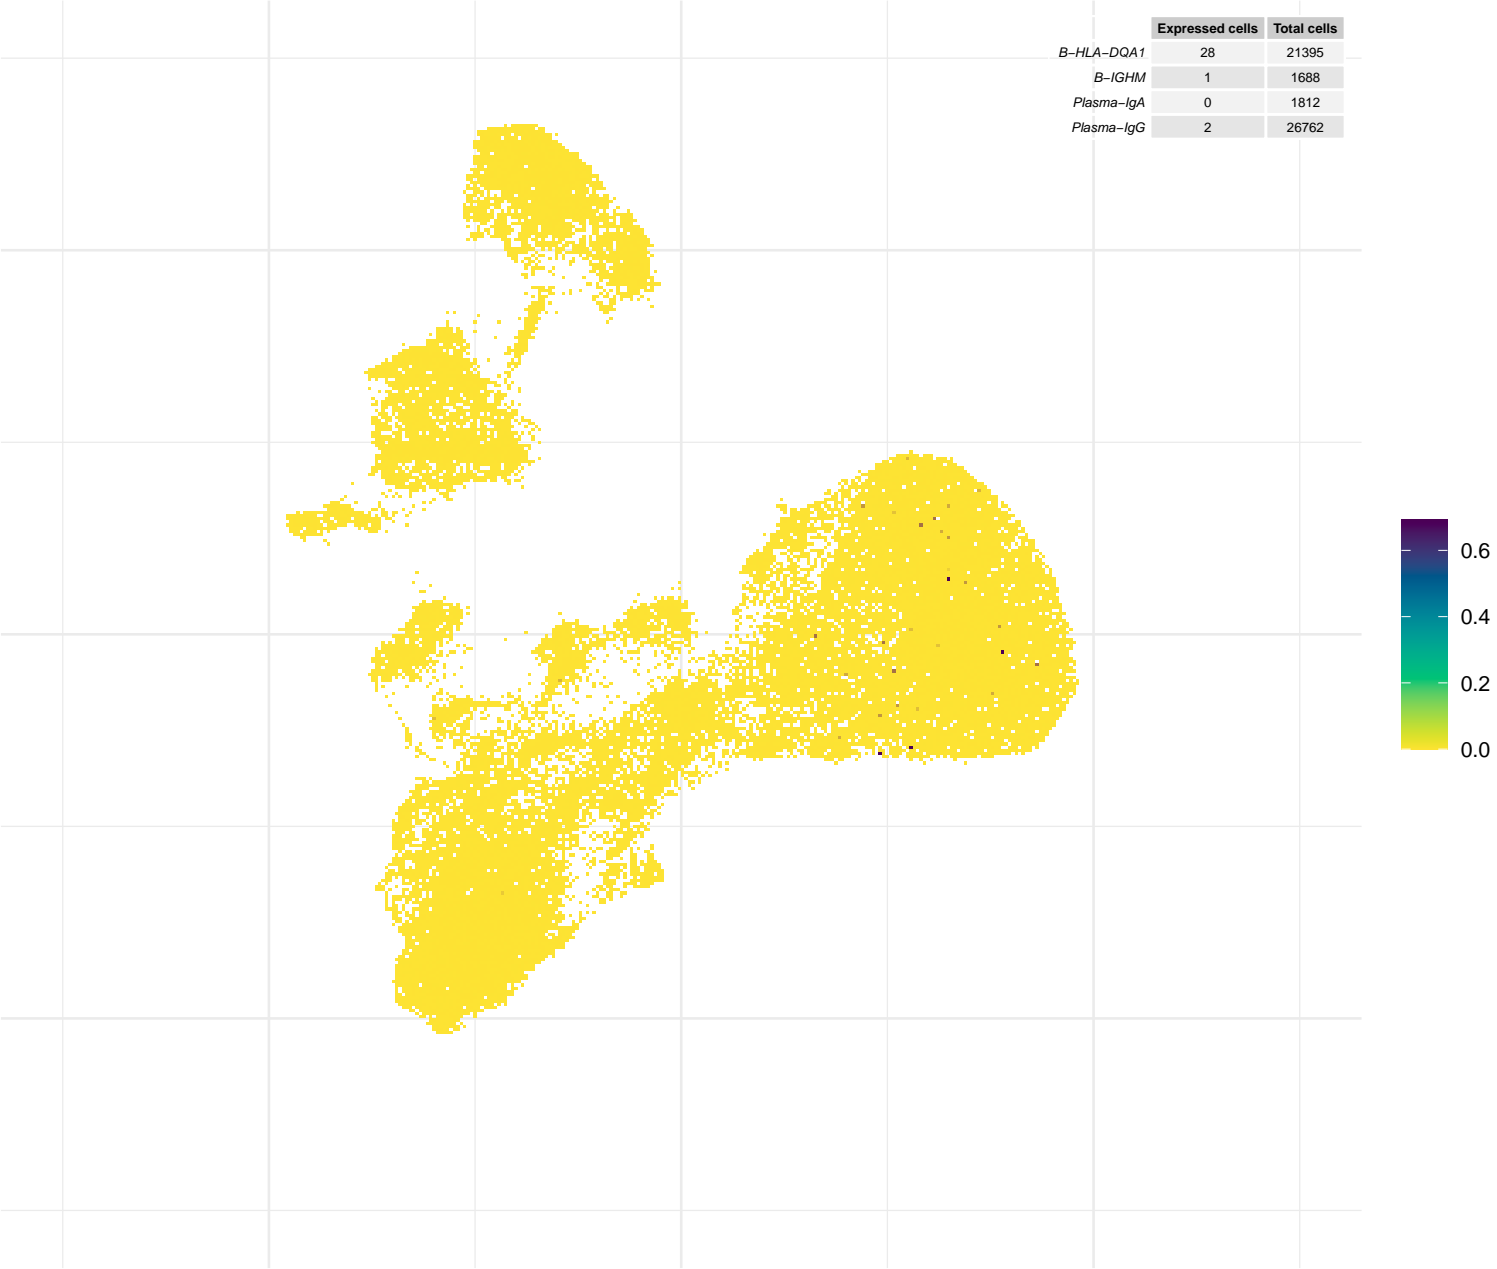 Expressed cells Total cells
B−HLA−DQA1 28 21395
B−IGHM 1 1688
Plasma−IgA 0 1812
Plasma−IgG 2 26762
0.6
0.4
0.2
0.0